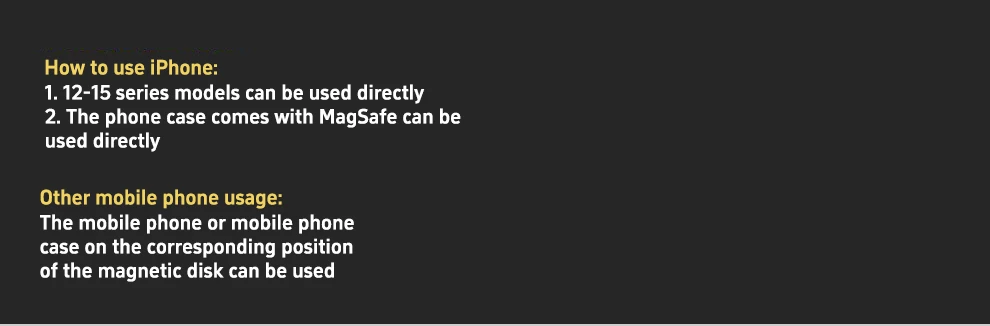 How to use iPhone:
1. 12-15 series models can be used directly
2. The phone case comes with MagSafe can be
used directly
Other mobile phone usage:
The mobile phone or mobile phone
case on the corresponding position
of the magnetic disk can be used